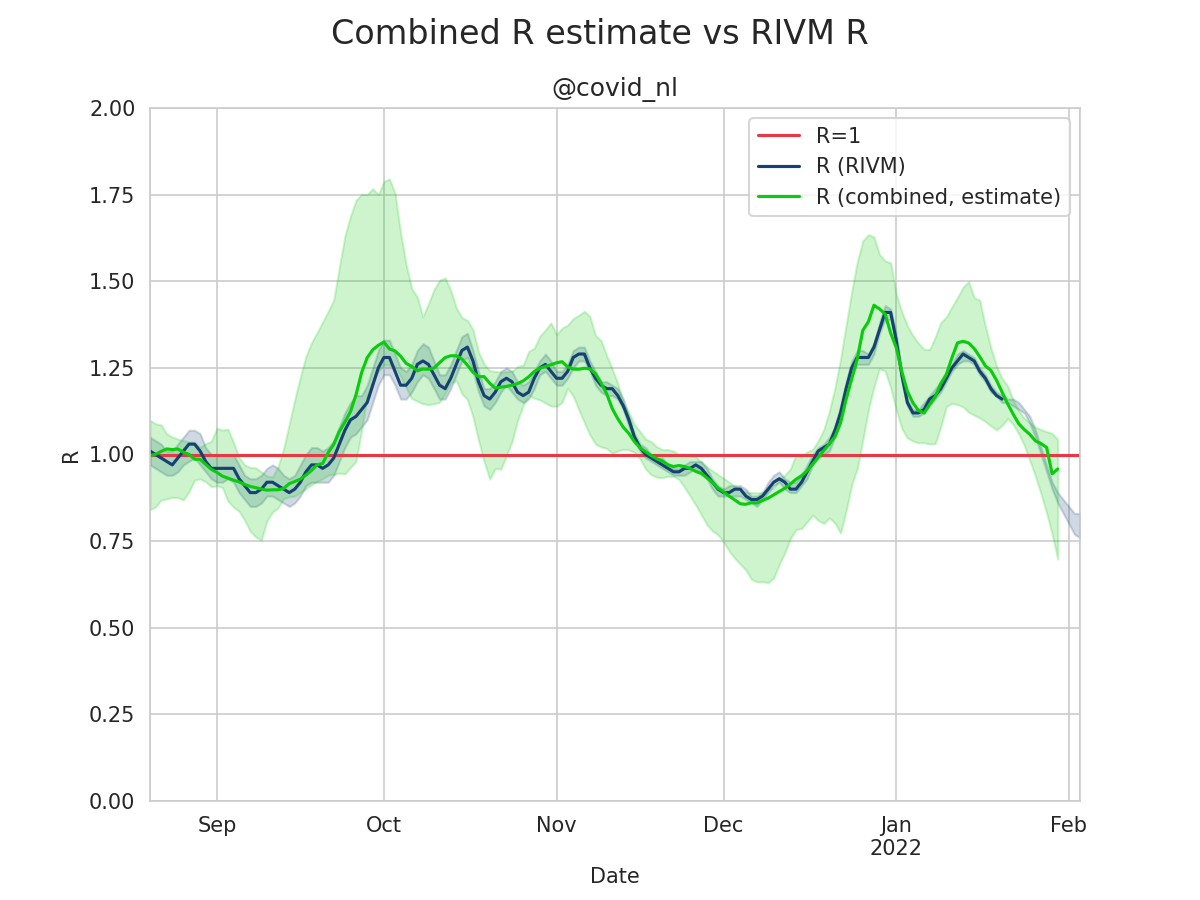 Combined R estimate vs RIVM R
@covid_nl
R=1
R (RIVM)
R (combined, estimate)
2.00
1.75
1.50
1.25
1.00
0.75
0.50
0.25
0.00
R
Sep Oct Nov Dec Jan Feb
2022
Date